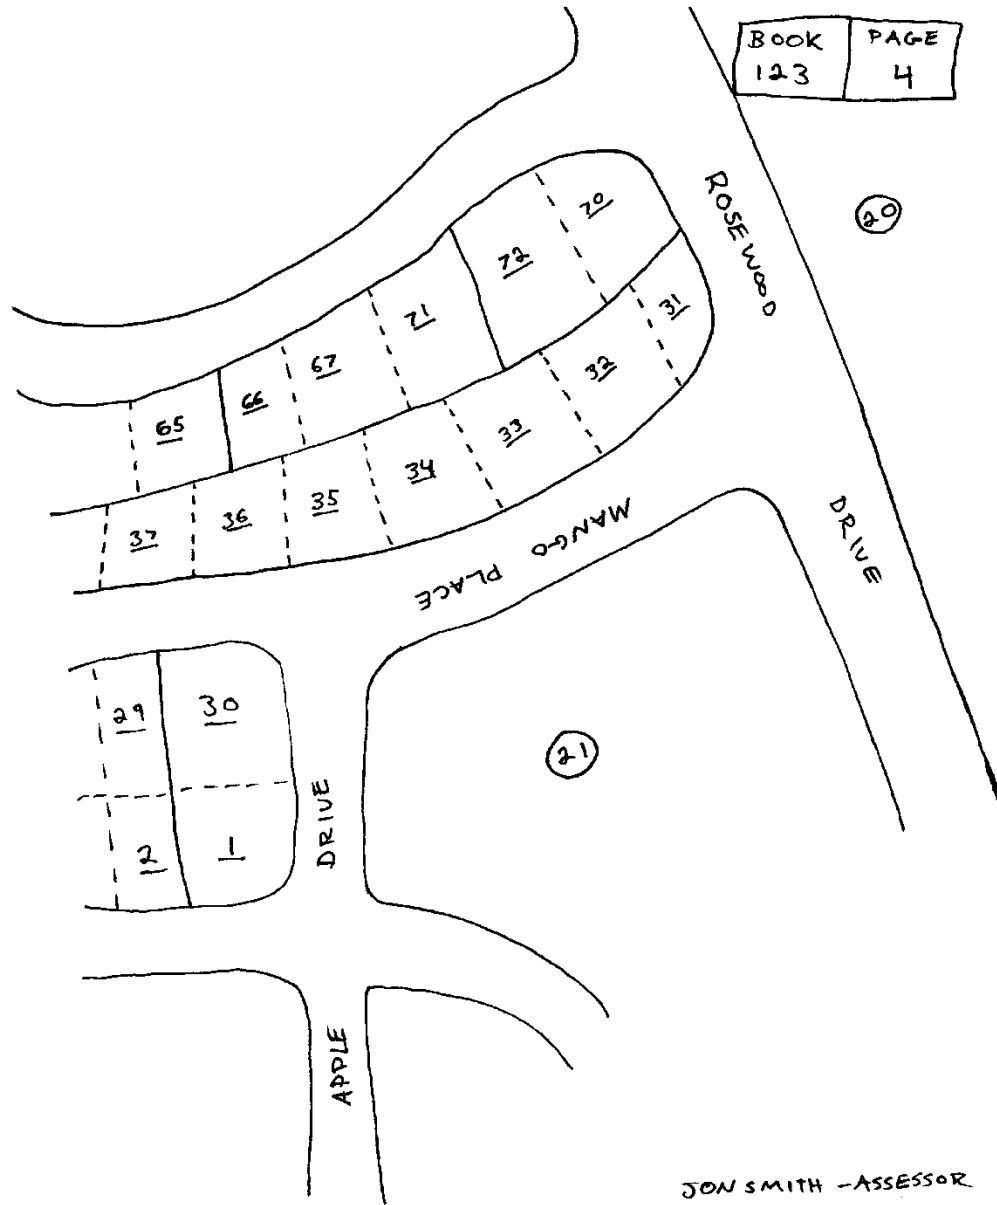 BOOK
123
PAGE
4
ROSEWOOD
DRIVE
20
70
72
71
67
66
65
31
32
33
34
35
36
37
MANGO
PLACE
29
30
2
1
21
DRIVE
APPLE
JON SMITH - ASSESSOR